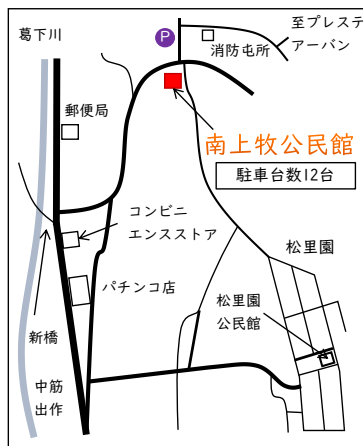 葛下川
P
消防屯所
至プレステ
アーバン
郵便局
南上牧公民館
駐車台数12台
コンビニ
エンスストア
松里園
パチンコ店
松里園
公民館
新橋
中筋
出作